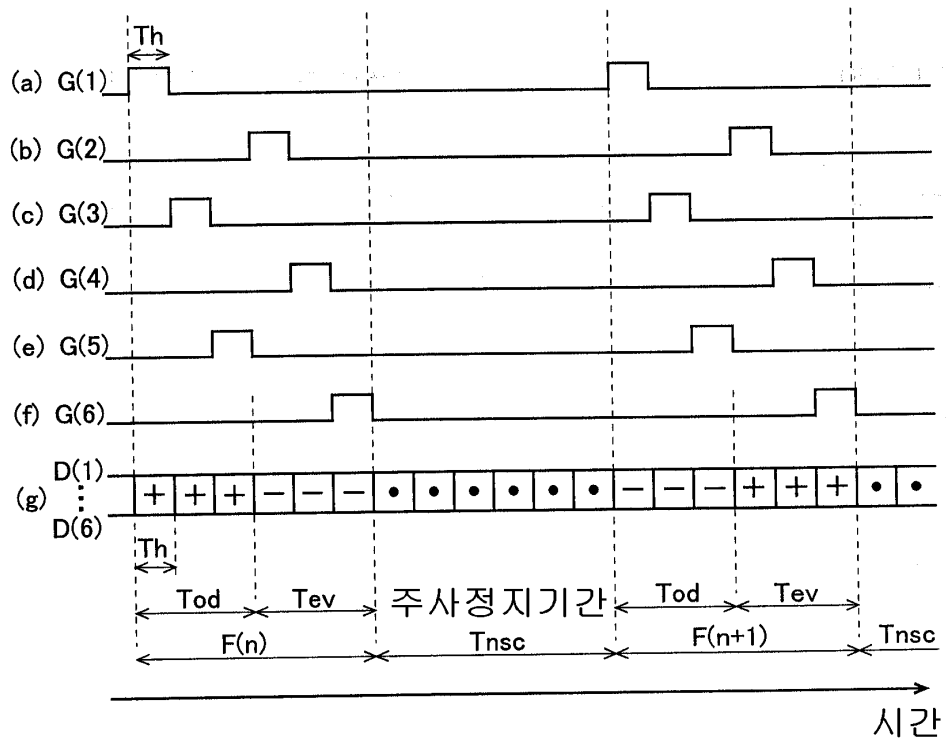 Th
(a) G(1)
(b) G(2)
(c) G(3)
(d) G(4)
(e) G(5)
(f) G(6)
D(1)
(g) ⋮ + + + − − − • • • • • • − − − + + + • •
D(6)
Th
Tod Tev 주사정지기간 Tod Tev
F(n) Tnsc F(n+1) Tnsc
시간